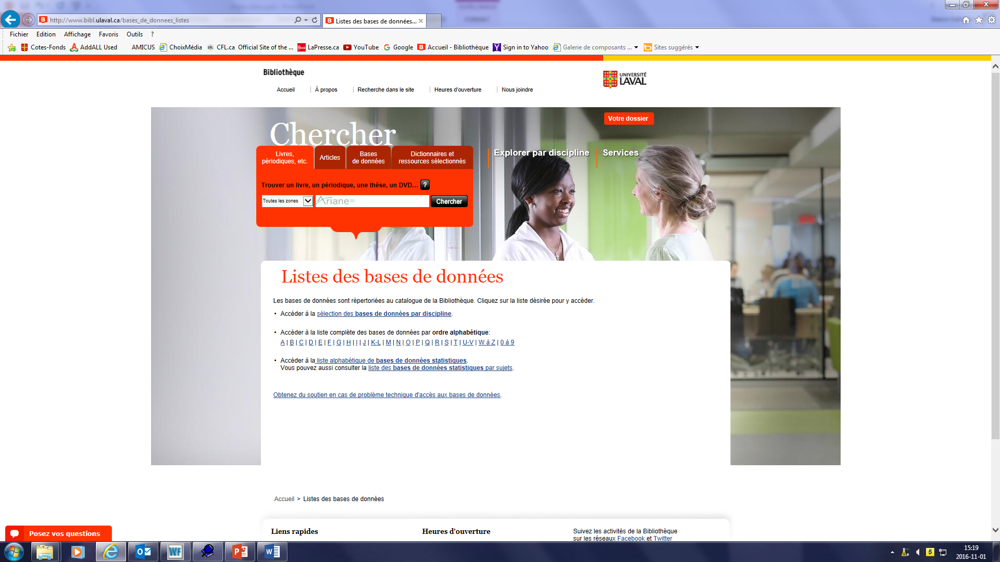 http://www.bibl.ulaval.ca/bases_de_donnees_listes
Listes des bases de données...
Fichier Edition Affichage Favoris Outils ?
Cotes-Fonds AddALL Used AMICUS ChoixMédia CFL.ca Official Site of the ... LaPresse.ca YouTube Google Accueil - Bibliothèque Sign in to Yahoo Galerie de composants ... Sites suggérés
Bibliothèque
UNIVERSITÉ
LAVAL
Accueil À propos Recherche dans le site Heures d'ouverture Nous joindre
Votre dossier
Chercher
Livres,
périodiques, etc.
Articles
Bases
de données
Dictionnaires et
ressources sélectionnés
Explorer par discipline
Services
Trouver un livre, un périodique, une thèse, un DVD... ?
Toutes les zones Ariane 2.0 Chercher
Listes des bases de données
Les bases de données sont répertoriées au catalogue de la Bibliothèque. Cliquez sur la liste désirée pour y accéder.
• Accéder à la sélection des bases de données par discipline.
• Accéder à la liste complète des bases de données par ordre alphabétique:
A | B | C | D | E | F | G | H | I | J | K-L | M | N | O | P | Q | R | S | T | U-V | W à Z | 0 à 9
• Accéder à la liste alphabétique de bases de données statistiques.
Vous pouvez aussi consulter la liste des bases de données statistiques par sujets.
Obtenez du soutien en cas de problème technique d'accès aux bases de données.
Accueil > Listes des bases de données
Liens rapides
Heures d'ouverture
Suivez les activités de la Bibliothèque
sur les réseaux Facebook et Twitter
Posez vos questions
15:19
2016-11-01